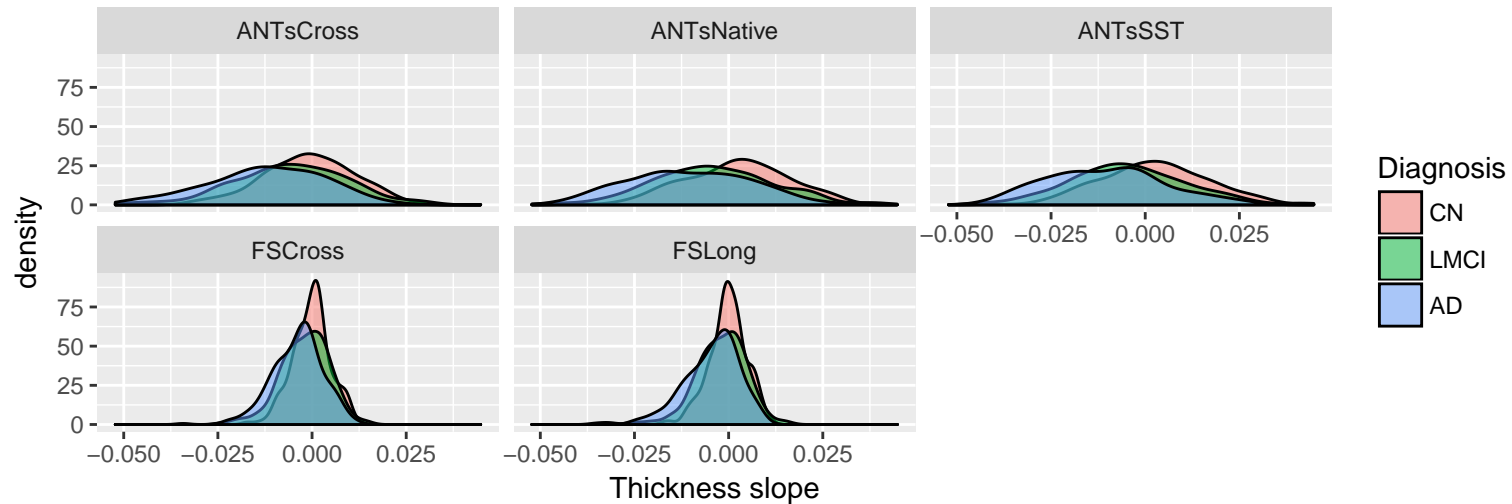 ANTsCross ANTsNative ANTsSST
75
50
25
0
−0.050 −0.025 0.000 0.025
FSCross FSLong
75
50
25
0
−0.050 −0.025 0.000 0.025 −0.050 −0.025 0.000 0.025
Thickness slope
density
Diagnosis
CN
LMCI
AD